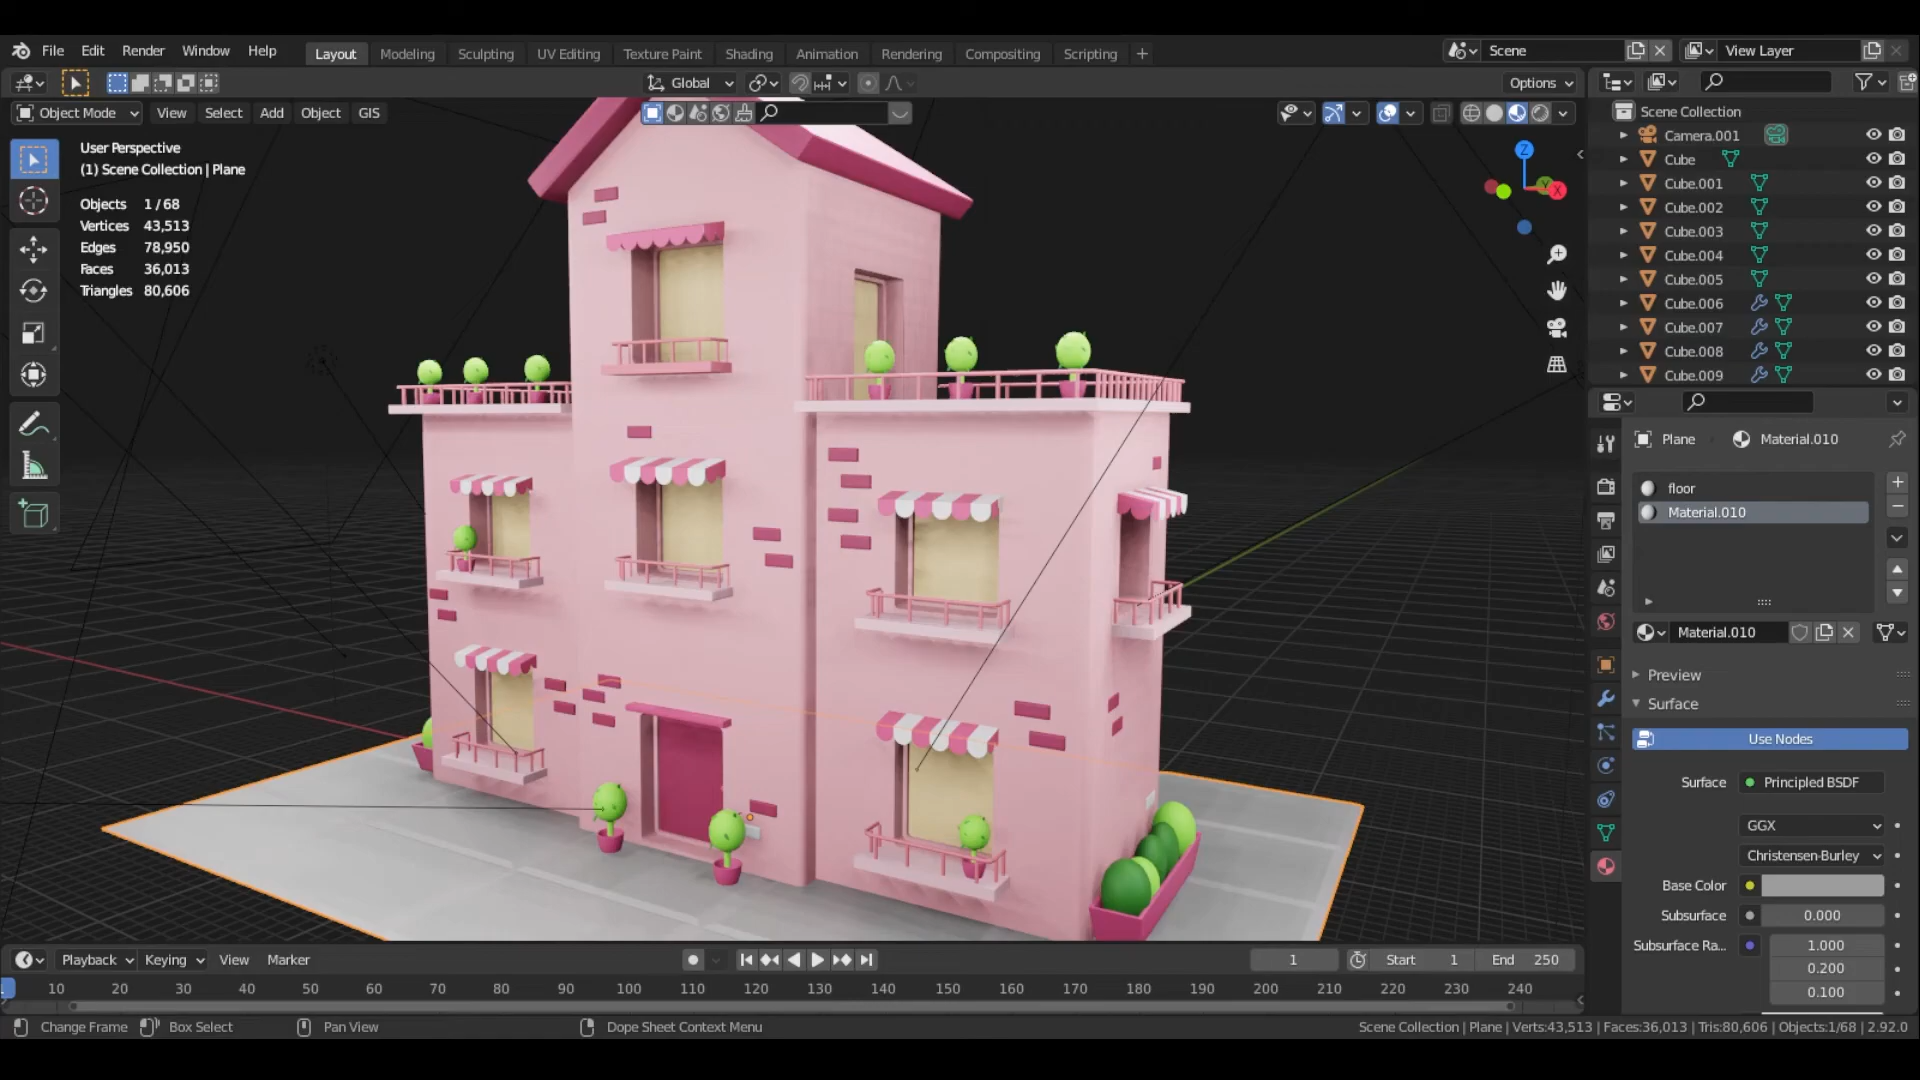 File Edit Render Window Help Layout Modeling Sculpting UV Editing Texture Paint Shading Animation Rendering Compositing Scripting + Scene View Layer
Global Options
Object Mode View Select Add Object GIS
User Perspective
(1) Scene Collection | Plane
Objects 1 / 68
Vertices 43,513
Edges 78,950
Faces 36,013
Triangles 80,606
Z
Y
X
Scene Collection
Camera.001
Cube
Cube.001
Cube.002
Cube.003
Cube.004
Cube.005
Cube.006
Cube.007
Cube.008
Cube.009
Plane Material.010
floor
Material.010
Material.010
Preview
Surface
Use Nodes
Surface Principled BSDF
GGX
Christensen-Burley
Base Color
Subsurface 0.000
Subsurface Ra... 1.000
0.200
0.100
Playback Keying View Marker 1 Start 1 End 250
1 10 20 30 40 50 60 70 80 90 100 110 120 130 140 150 160 170 180 190 200 210 220 230 240
Change Frame Box Select Pan View Dope Sheet Context Menu Scene Collection | Plane | Verts:43,513 | Faces:36,013 | Tris:80,606 | Objects:1/68 | 2.92.0